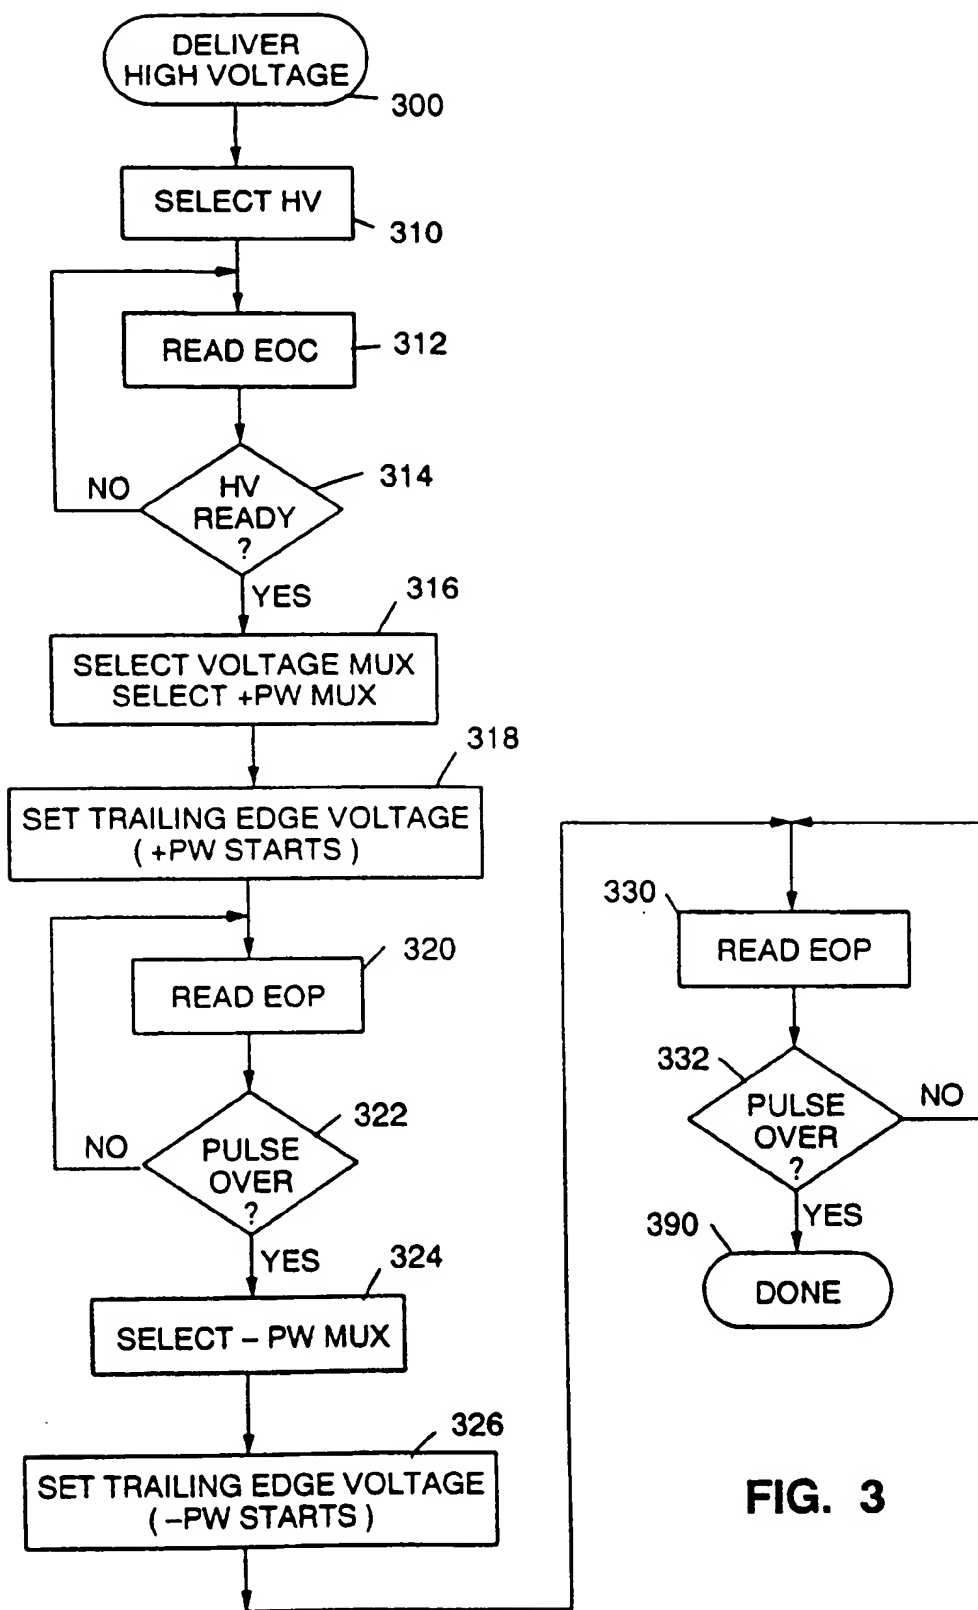 DELIVER
HIGH VOLTAGE
300
SELECT HV
310
READ EOC
312
HV
READY
?
314
NO
YES
316
SELECT VOLTAGE MUX
SELECT +PW MUX
318
SET TRAILING EDGE VOLTAGE
( +PW STARTS )
320
READ EOP
322
PULSE
OVER
?
NO
YES
324
SELECT – PW MUX
326
SET TRAILING EDGE VOLTAGE
( –PW STARTS )
330
READ EOP
332
PULSE
OVER
?
NO
YES
390
DONE
FIG. 3